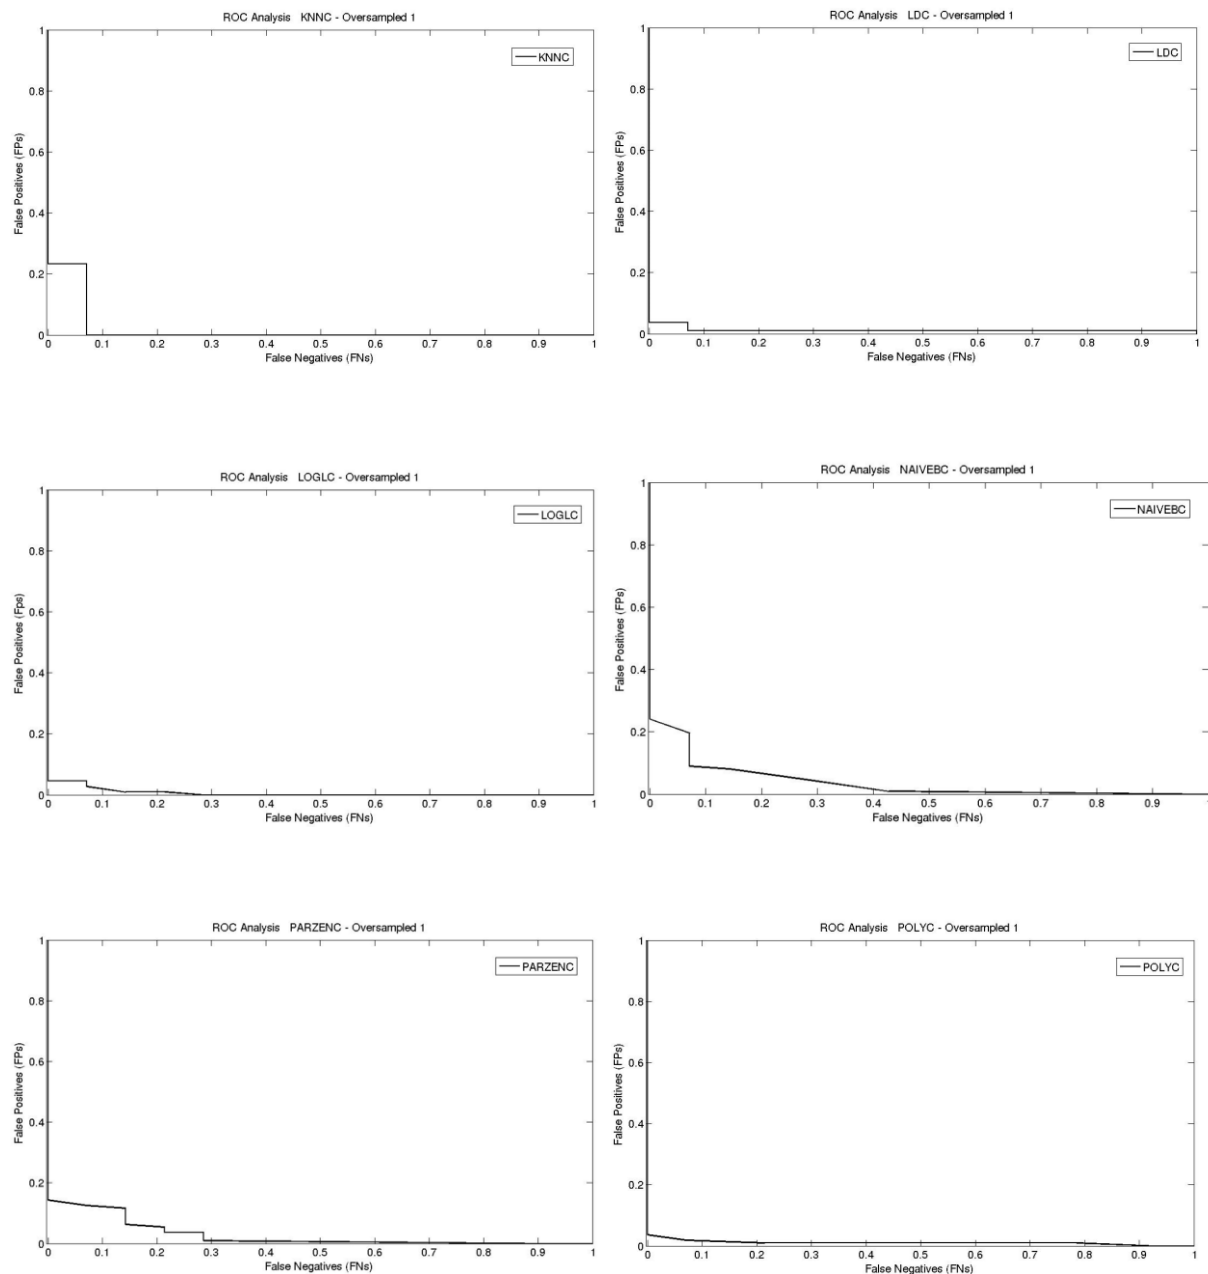 ROC Analysis KNNC - Oversampled 1
KNNC
1
0.8
0.6
0.4
0.2
0
False Positives (FPs)
0 0.1 0.2 0.3 0.4 0.5 0.6 0.7 0.8 0.9 1
False Negatives (FNs)
ROC Analysis LDC - Oversampled 1
LDC
1
0.8
0.6
0.4
0.2
0
False Positives (FPs)
0 0.1 0.2 0.3 0.4 0.5 0.6 0.7 0.8 0.9 1
False Negatives (FNs)
ROC Analysis LOGLC - Oversampled 1
LOGLC
1
0.8
0.6
0.4
0.2
0
False Positives (Fps)
0 0.1 0.2 0.3 0.4 0.5 0.6 0.7 0.8 0.9 1
False Negatives (FNs)
ROC Analysis NAIVEBC - Oversampled 1
NAIVEBC
1
0.8
0.6
0.4
0.2
0
False Positives (FPs)
0 0.1 0.2 0.3 0.4 0.5 0.6 0.7 0.8 0.9 1
False Negatives (FNs)
ROC Analysis PARZENC - Oversampled 1
PARZENC
1
0.8
0.6
0.4
0.2
0
False Positives (FPs)
0 0.1 0.2 0.3 0.4 0.5 0.6 0.7 0.8 0.9 1
False Negatives (FNs)
ROC Analysis POLYC - Oversampled 1
POLYC
1
0.8
0.6
0.4
0.2
0
False Positives (FPs)
0 0.1 0.2 0.3 0.4 0.5 0.6 0.7 0.8 0.9 1
False Negatives (FNs)